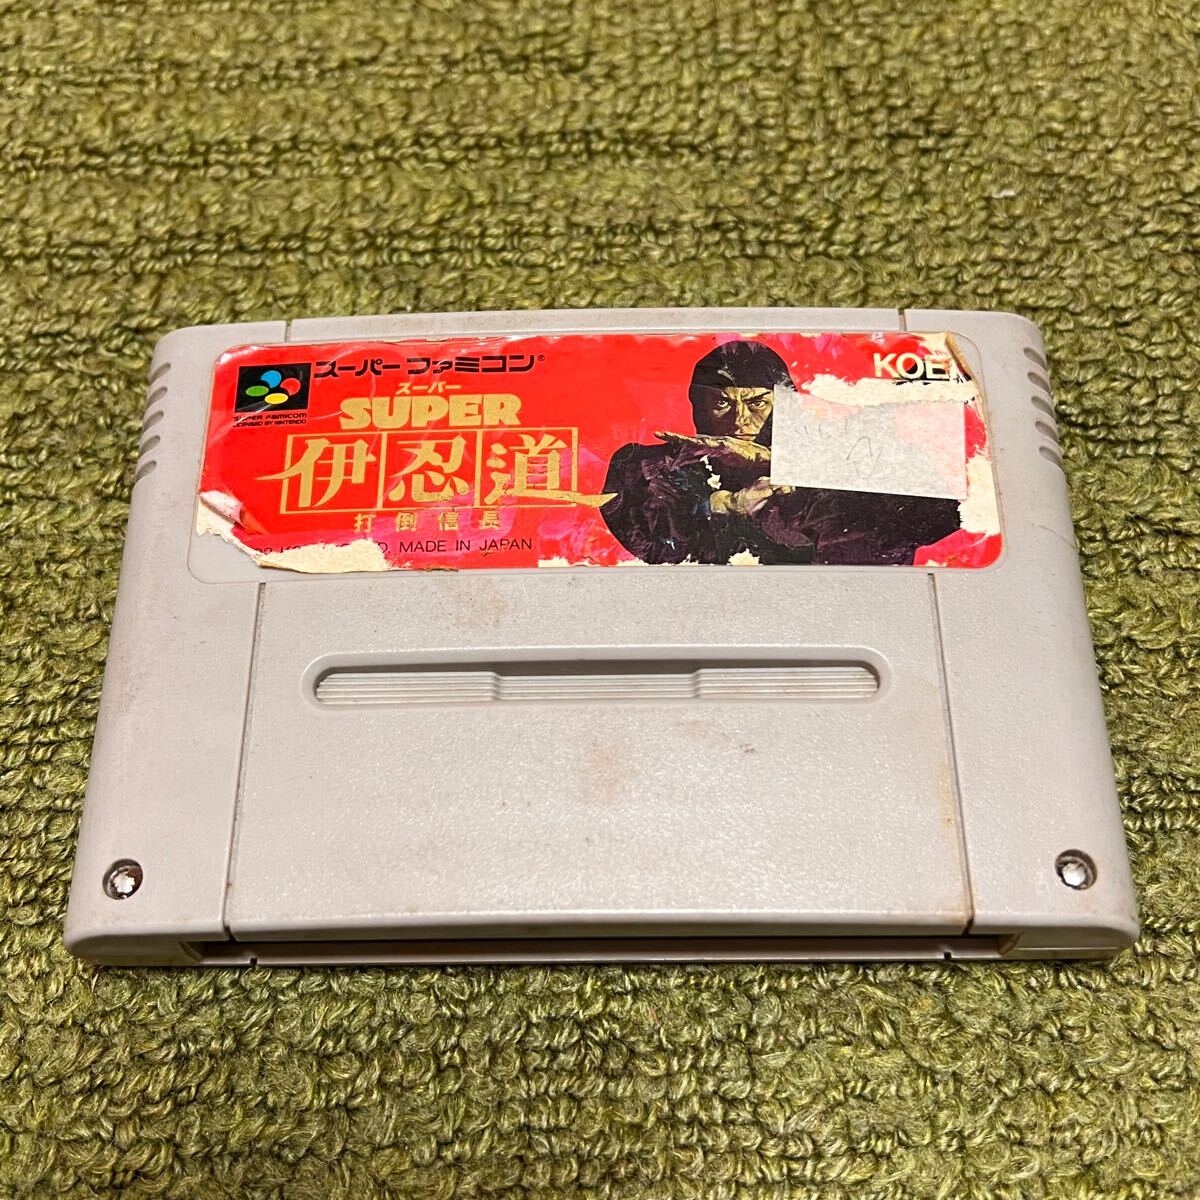 スーパーファミコン®
SUPER FAMICOM
LICENSED BY NINTENDO
KOEI
スーパー
SUPER
伊忍道
打倒信長
MADE IN JAPAN